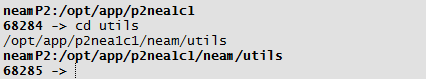 neamP2:/opt/app/p2nea1c1
68284 -> cd utils
/opt/app/p2nea1c1/neam/utils
neamP2:/opt/app/p2nea1c1/neam/utils
68285 ->